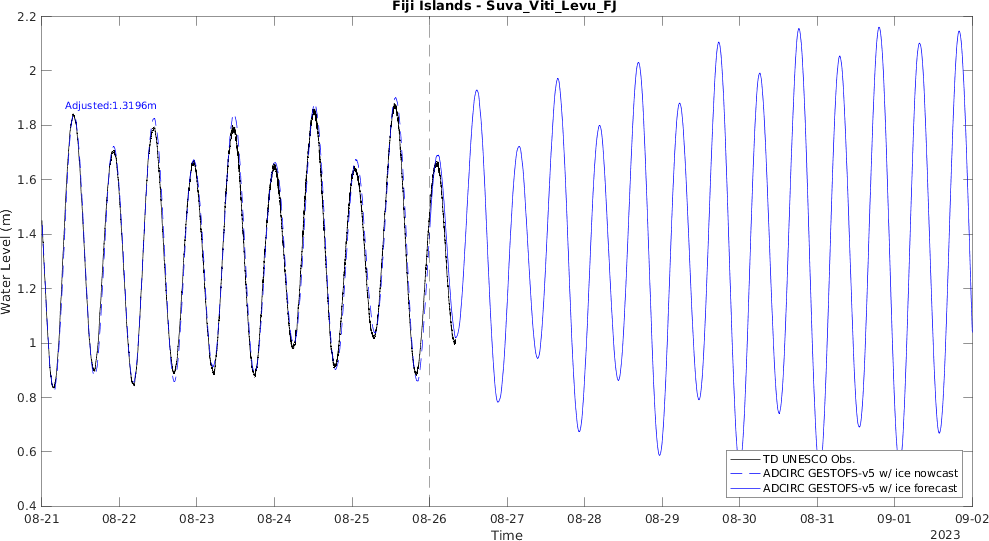 Fiji Islands - Suva_Viti_Levu_FJ
2.2
2
1.8
1.6
1.4
1.2
1
0.8
0.6
0.4
Water Level (m)
Adjusted:1.3196m
TD UNESCO Obs.
ADCIRC GESTOFS-v5 w/ ice nowcast
ADCIRC GESTOFS-v5 w/ ice forecast
08-21 08-22 08-23 08-24 08-25 08-26 08-27 08-28 08-29 08-30 08-31 09-01 09-02
Time
2023